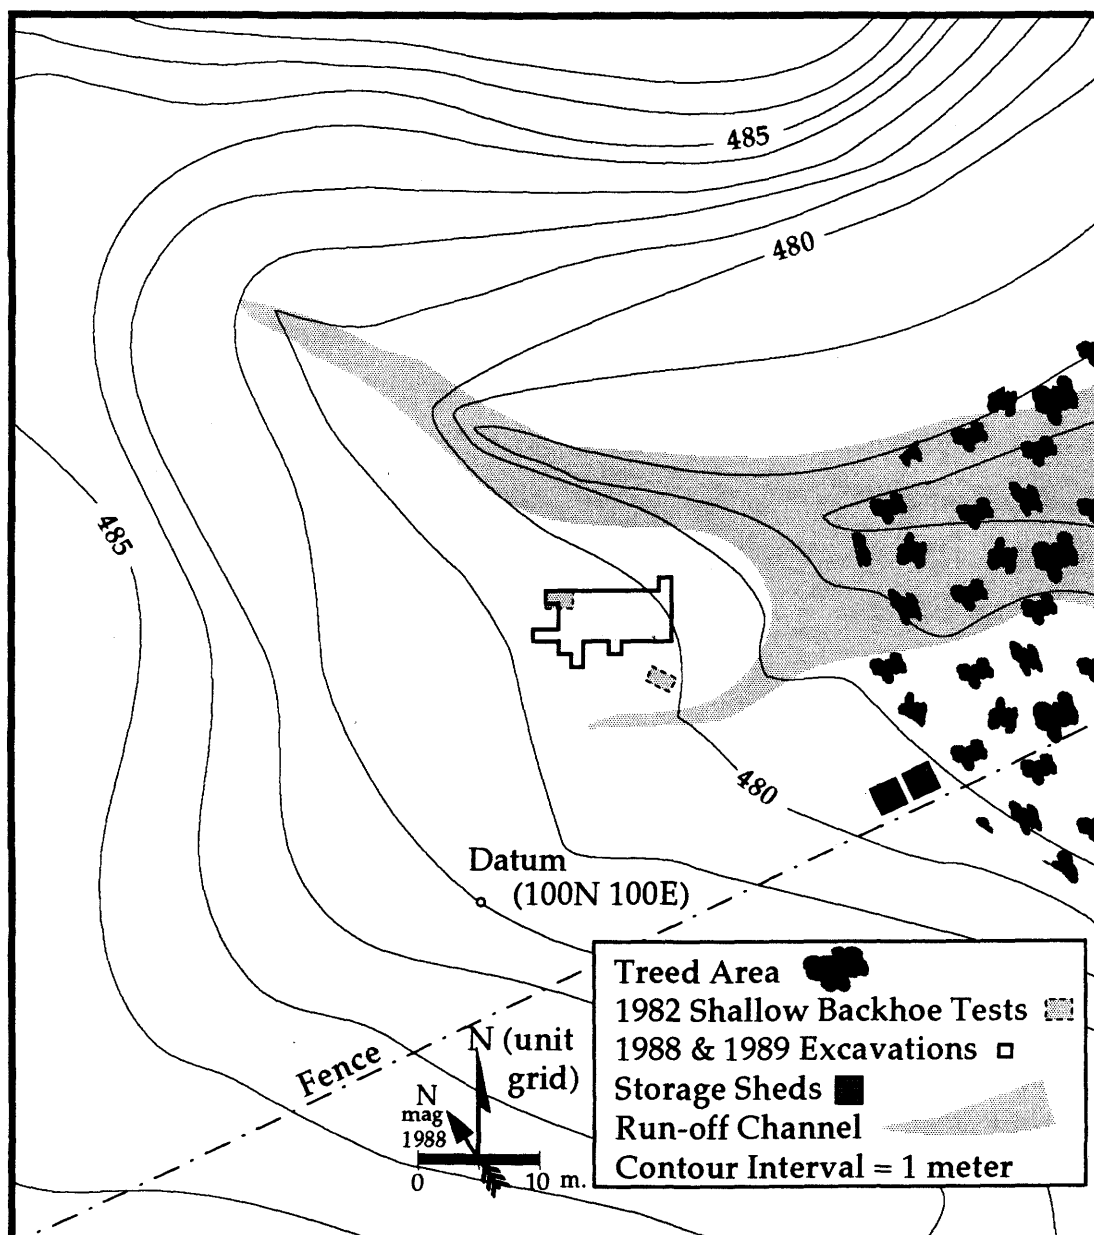 485
480
485
480
Datum
(100N 100E)
Fence
N (unit
grid)
N
mag
1988
0 10 m.
Treed Area
1982 Shallow Backhoe Tests
1988 & 1989 Excavations
Storage Sheds
Run-off Channel
Contour Interval = 1 meter